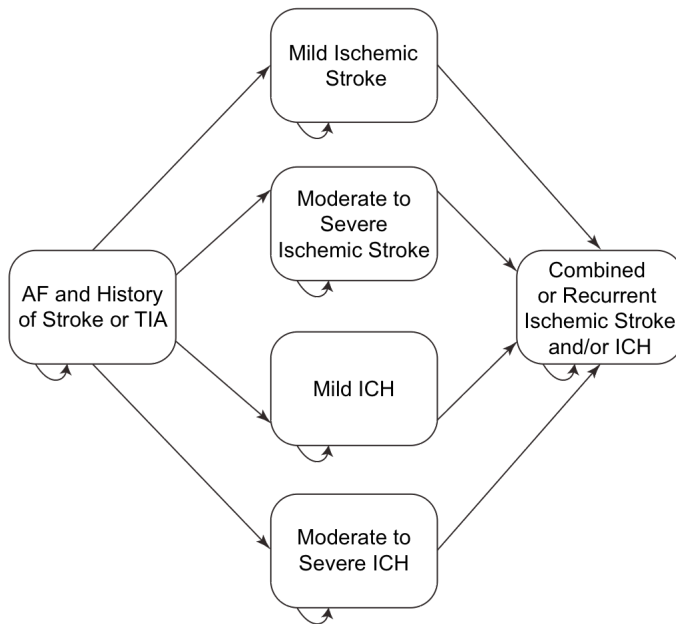 Mild Ischemic
Stroke
Moderate to
Severe
Ischemic Stroke
AF and History
of Stroke or TIA
Combined
or Recurrent
Ischemic Stroke
and/or ICH
Mild ICH
Moderate to
Severe ICH